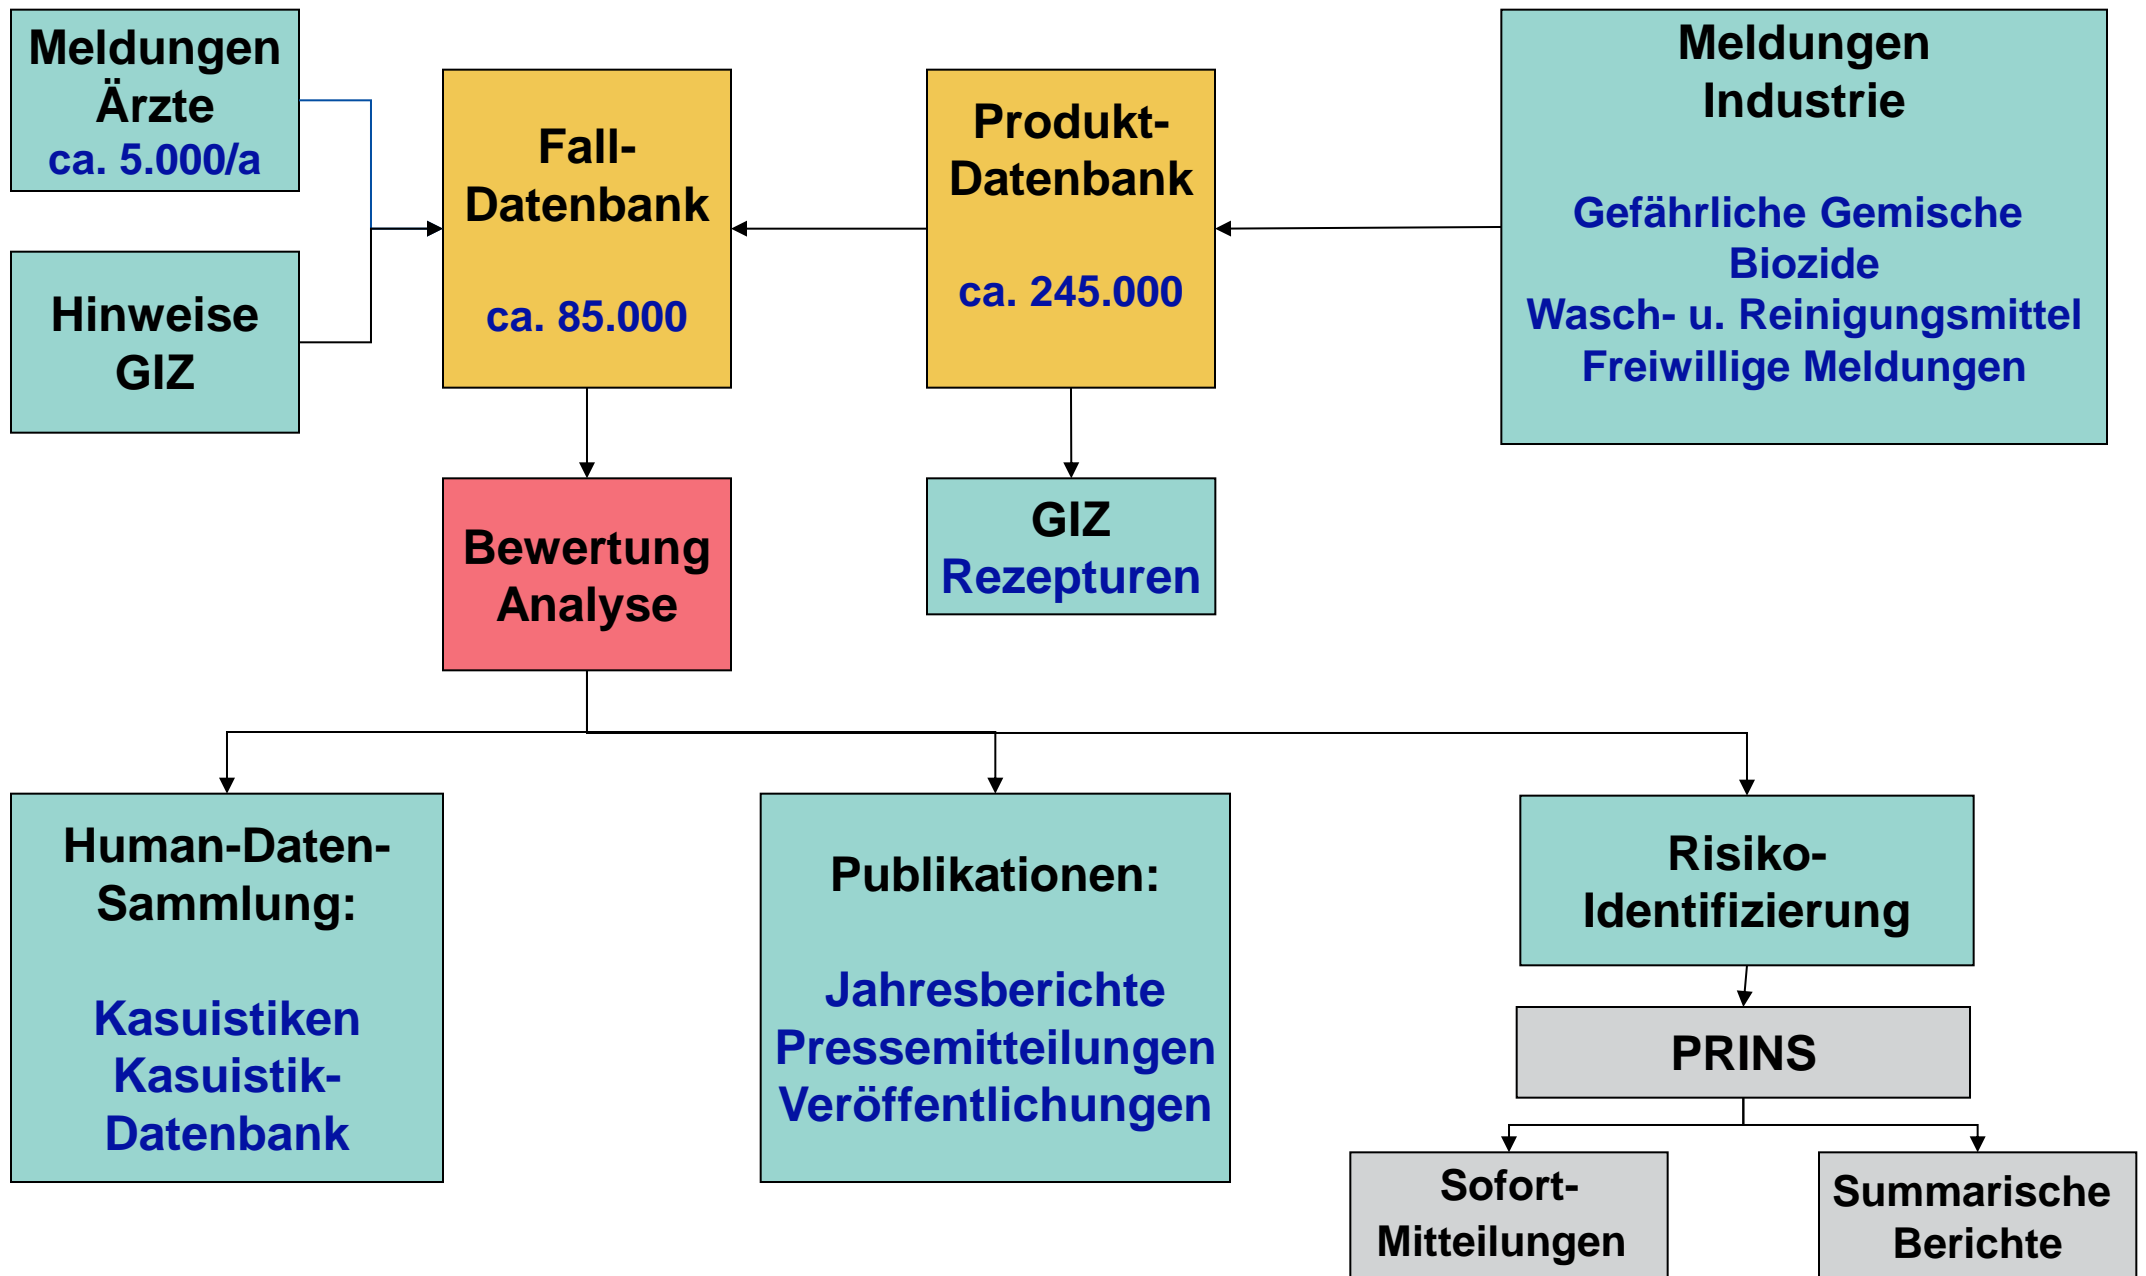 Meldungen
Ärzte
ca. 5.000/a
Hinweise
GIZ
Fall-
Datenbank
ca. 85.000
Produkt-
Datenbank
ca. 245.000
Meldungen
Industrie
Gefährliche Gemische
Biozide
Wasch- u. Reinigungsmittel
Freiwillige Meldungen
Bewertung
Analyse
GIZ
Rezepturen
Human-Daten-
Sammlung:
Kasuistiken
Kasuistik-
Datenbank
Publikationen:
Jahresberichte
Pressemitteilungen
Veröffentlichungen
Risiko-
Identifizierung
PRINS
Sofort-
Mitteilungen
Summarische
Berichte